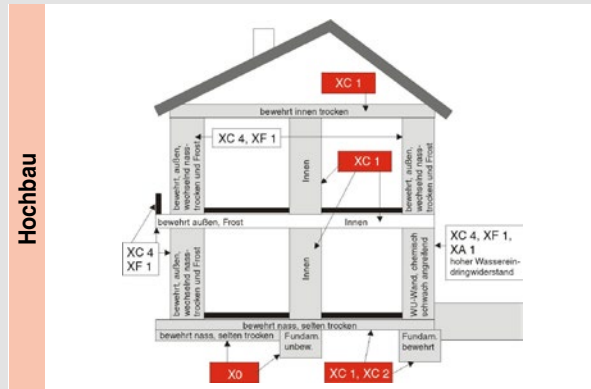 Hochbau
XC 1
bewehrt innen trocken
XC 4, XF 1
bewehrt, außen,
wechselnd nass-
trocken und Frost
Innen
XC 1
bewehrt, außen,
wechselnd nass-
trocken und Frost
bewehrt außen, Frost
Innen
XC 4
XF 1
bewehrt, außen,
wechselnd nass-
trocken und Frost
Innen
WU-Wand, chemisch
schwach angreifend
XC 4, XF 1,
XA 1
hoher Wasserein-
dringwiderstand
bewehrt nass, selten trocken
bewehrt nass, selten trocken
Fundam.
unbew.
Fundam.
bewehrt
X0
XC 1, XC 2